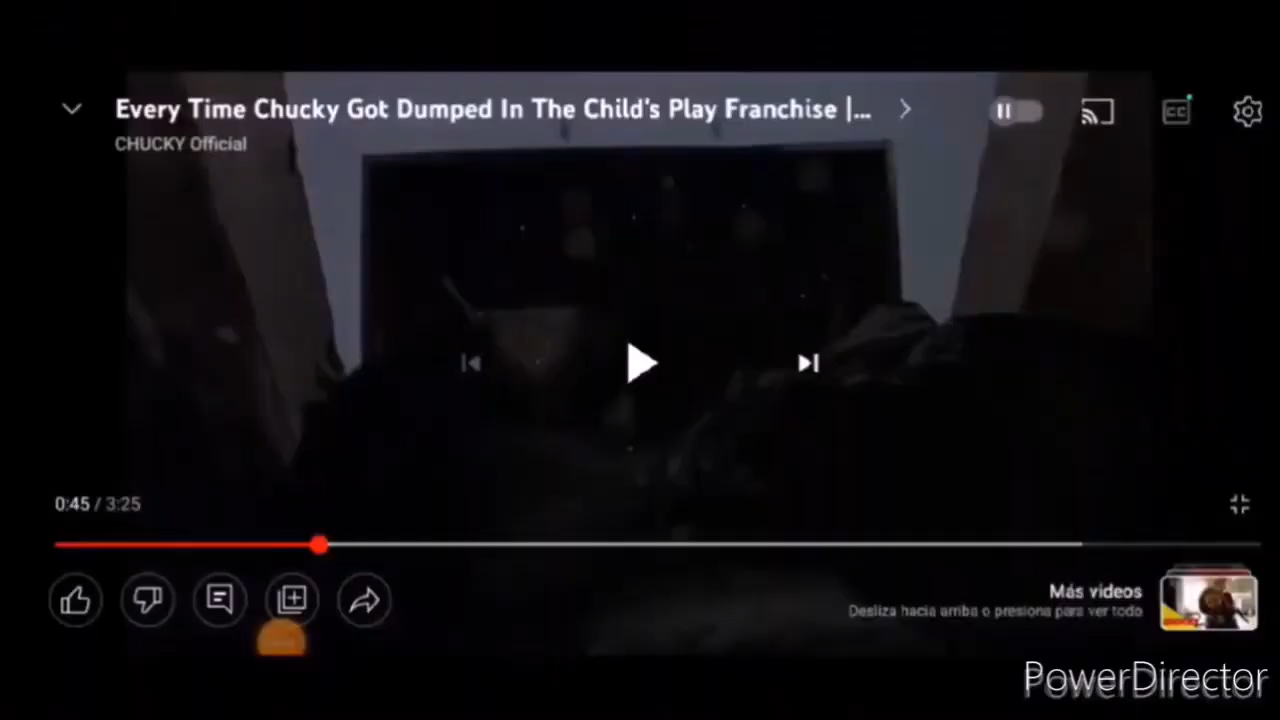 Every Time Chucky Got Dumped In The Child's Play Franchise |...
CHUCKY Official
CC
0:45 / 3:25
Más videos
Desliza hacia arriba o presiona para ver todo
PowerDirector